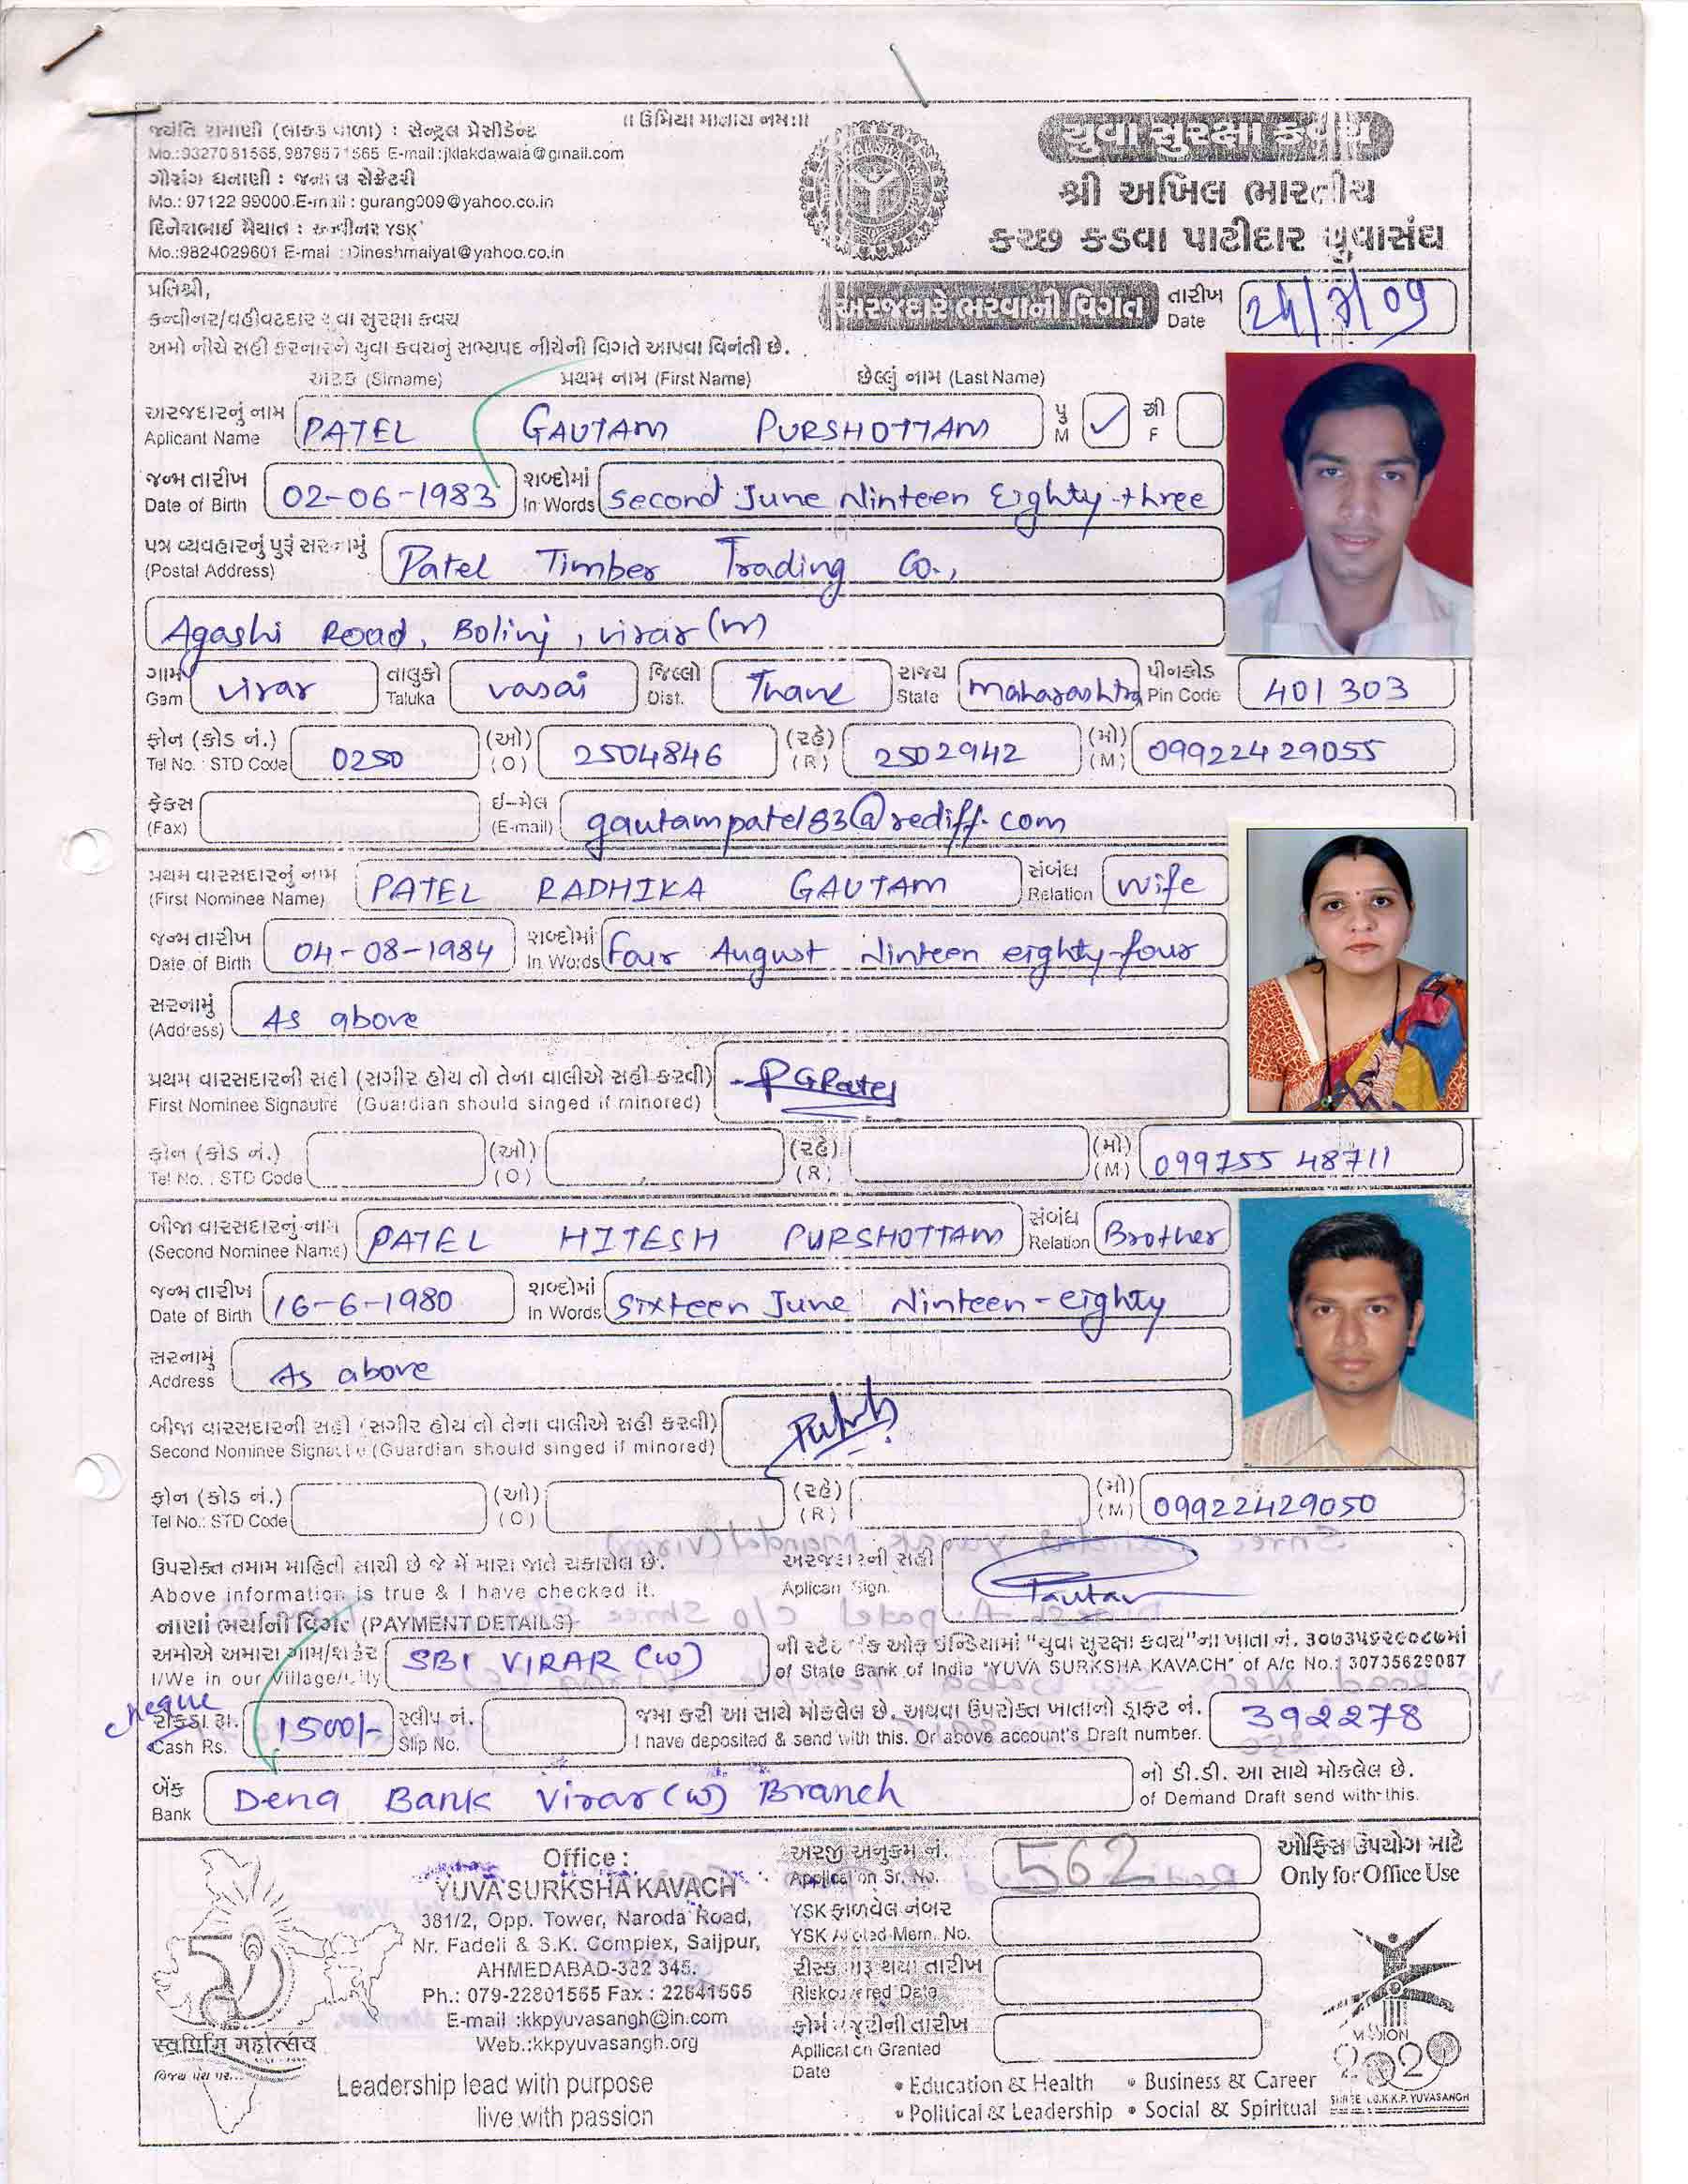 ॥ ઉમિયા માતાય નમ: ॥
જયંતિ રામાણી (લાકડાવાળા) : સેન્ટ્રલ પ્રેસીડેન્ટ
E-mail :jklakdawala@gmail.com
ગૌરાંગ ધનાણી : જનરલ સેક્રેટરી
Mo.: 97122 99000.E-mail : gurang009@yahoo.co.in
દિનેશભાઈ મૈયાત : કન્વીનર YSK
Mo.:9824029601 E-mail : Dineshmaiyat@yahoo.co.in
યુવા સુરક્ષા કવચ
શ્રી અખિલ ભારતીય
કચ્છ કડવા પાટીદાર યુવાસંઘ
પ્રતિશ્રી,
કન્વીનર/વહીવટદાર યુવા સુરક્ષા કવચ
અમો નીચે સહી કરનારને યુવા કવચનું સભ્યપદ નીચેની વિગતે આપવા વિનંતી છે.
અરજદારે ભરવાની વિગત
તારીખ Date /09
અટક (Sirname) પ્રથમ નામ (First Name) છેલ્લું નામ (Last Name)
અરજદારનું નામ Aplicant Name PATEL GAUTAM PURSHOTTAM પુ M ✓ સ્રી F
જન્મ તારીખ Date of Birth 02-06-1983 શબ્દોમાં In Words Second June Ninteen Eighty-three
પત્ર વ્યવહારનું પુરૂં સરનામું (Postal Address) Patel Timber Trading Co.,
Agashi Road, Bolinj, virar (w)
ગામ Gam virar તાલુકો Taluka vasai જિલ્લો Dist. Thane રાજ્ય State maharashtra પીનકોડ Pin Code 401 303
ફોન (કોડ નં.) Tel No. : STD Code 0250 (ઓ) (O) 2504846 (રહે) (R) 2502942 (મો) (M) 09922429055
ફેક્સ (Fax) ઈ-મેલ (E-mail) gautampatel83@rediff.com
પ્રથમ વારસદારનું નામ (First Nominee Name) PATEL RADHIKA GAUTAM સંબંધ Relation Wife
જન્મ તારીખ Date of Birth 04-08-1984 શબ્દોમાં In Words Four August Ninteen eighty-four
સરનામું (Address) As above
પ્રથમ વારસદારની સહી (સગીર હોય તો તેના વાલીએ સહી કરવી) RGPatel
First Nominee Signautre (Guardian should singed if minored)
ફોન (કોડ નં.) Tel No. : STD Code (ઓ) (O) (રહે) (R) (મો) (M) 099755 48711
બીજા વારસદારનું નામ (Second Nominee Name) PATEL HITESH PURSHOTTAM સંબંધ Relation Brother
જન્મ તારીખ Date of Birth 16-6-1980 શબ્દોમાં In Words Sixteen June Ninteen-eighty
સરનામું Address As above
બીજા વારસદારની સહી (સગીર હોય તો તેના વાલીએ સહી કરવી)
Second Nominee Signature (Guardian should singed if minored)
ફોન (કોડ નં.) Tel No.: STD Code (ઓ) (O) (રહે) (R) (મો) (M) 09922429050
ઉપરોક્ત તમામ માહિતી સાચી છે જે મેં મારા જાતે ચકાસેલ છે. અરજદારની સહી
Above information is true & I have checked it. Aplican Sign.
નાણાં ભર્યાની વિગત (PAYMENT DETAILS)
અમોએ અમારા ગામ/શહેર SBI VIRAR (w) ની સ્ટેટ બેંક ઓફ ઇન્ડિયામાં "યુવા સુરક્ષા કવચ"ના ખાતા નં. ૩૦૭૩૫૬૨૯૦૮૭માં
I/We in our Village/City of State Bank of India "YUVA SURKSHA KAVACH" of A/c No.: 30735629087
Cheque
રોકડા રૂા. 1500/- સ્લીપ નં. જમા કરી આ સાથે મોકલેલ છે. અથવા ઉપરોક્ત ખાતાનો ડ્રાફ્ટ નં. 392278
Cash Rs. Slip No. I have deposited & send with this. Or above account's Draft number.
બેંક Bank Dena Bank Virar (w) Branch નો ડી.ડી. આ સાથે મોકલેલ છે.
of Demand Draft send with this.
Office :
YUVA SURKSHA KAVACH
381/2, Opp. Tower, Naroda Road,
Nr. Fadeli & S.K. Complex, Saijpur,
AHMEDABAD-382 345.
Ph.: 079-22801565 Fax : 22841565
E-mail :kkpyuvasangh@in.com
Web.:kkpyuvasangh.org
Leadership lead with purpose
live with passion
स्वर्णिम महोत्सव
અરજી અનુક્રમ નં. Application Sr. No. 562
YSK ફાળવેલ નંબર YSK Alloted Mem. No.
રીસ્ક શરૂ થયા તારીખ
ફોર્મ મંજૂરીની તારીખ Apllication Granted Date
ઓફિસ ઉપયોગ માટે
Only for Office Use
• Education & Health • Business & Career
• Political & Leadership • Social & Spiritual
MISSION
2020
YUVASANGH